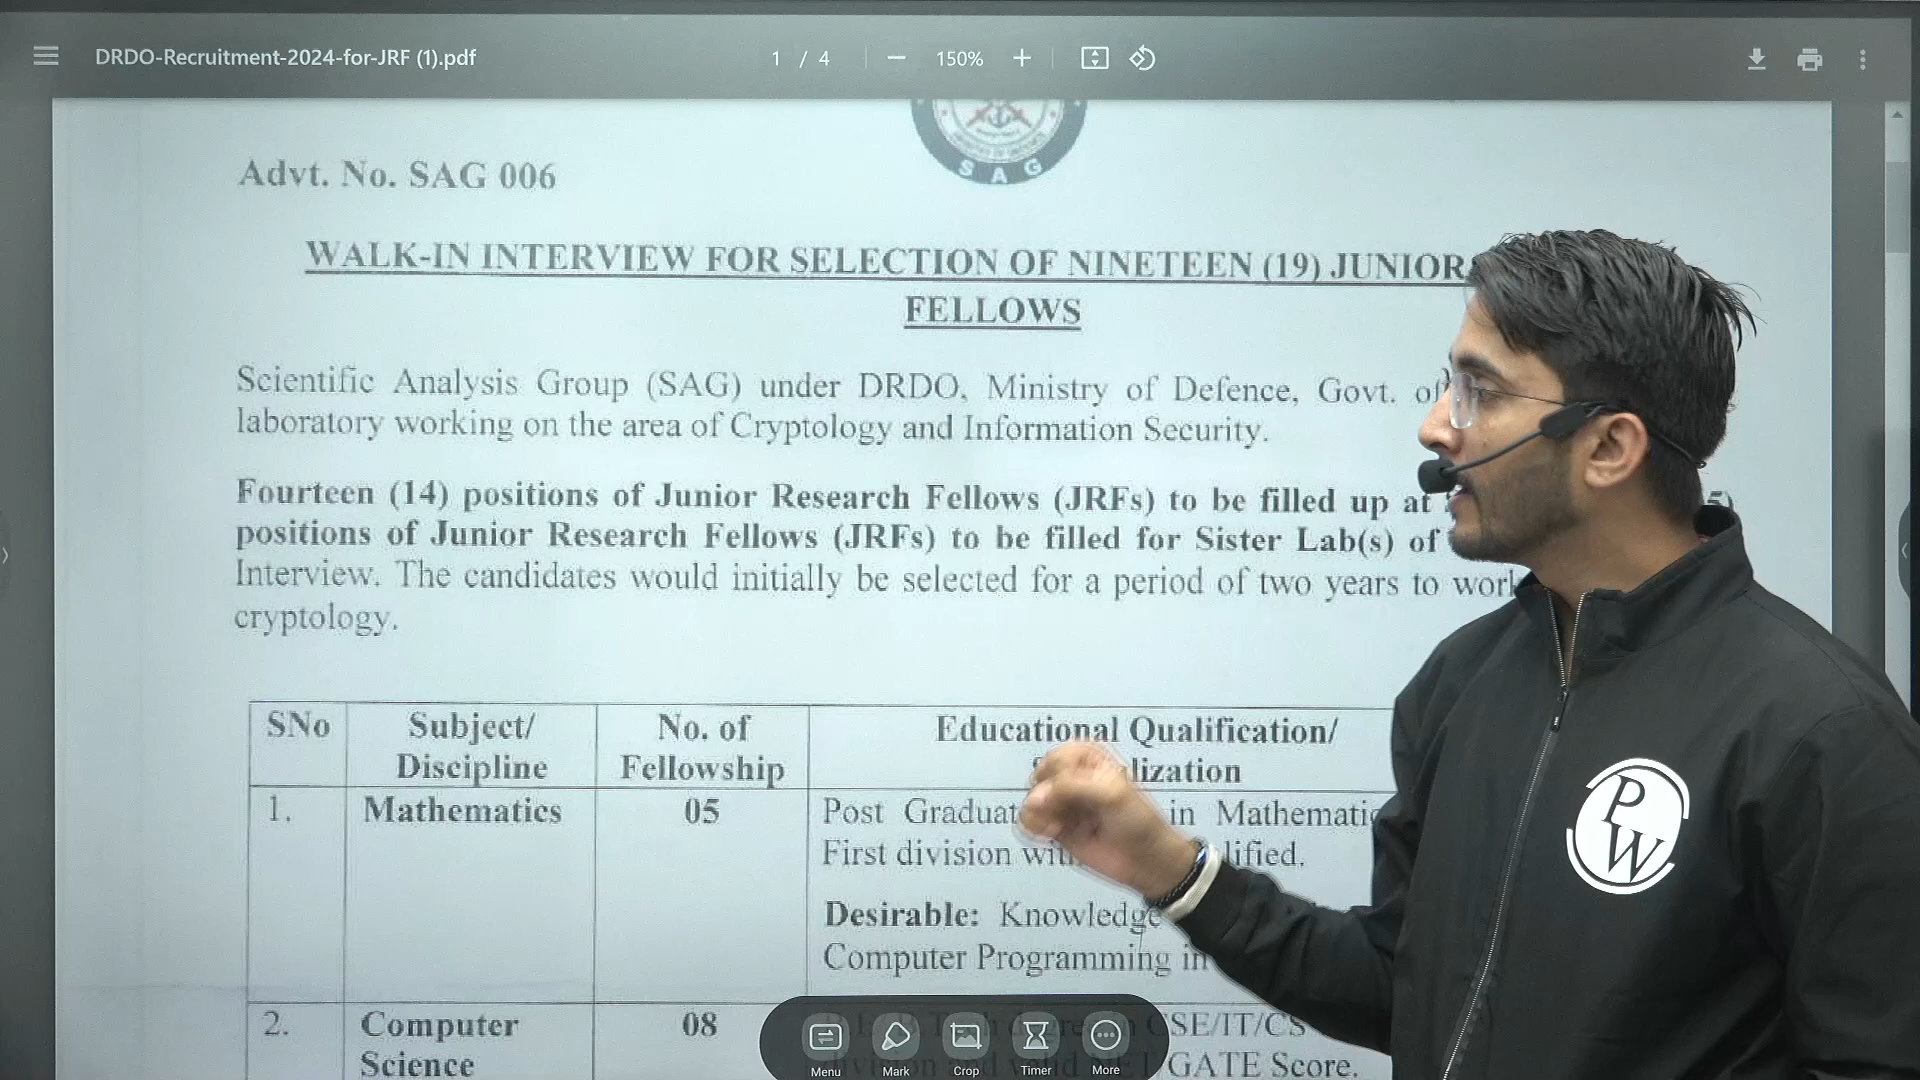 DRDO-Recruitment-2024-for-JRF (1).pdf
1 / 4
150%
S A G
Advt. No. SAG 006
WALK-IN INTERVIEW FOR SELECTION OF NINETEEN (19) JUNIOR
FELLOWS
Scientific Analysis Group (SAG) under DRDO, Ministry of Defence, Govt. of
laboratory working on the area of Cryptology and Information Security.
Fourteen (14) positions of Junior Research Fellows (JRFs) to be filled up at
positions of Junior Research Fellows (JRFs) to be filled for Sister Lab(s) of
Interview. The candidates would initially be selected for a period of two years to work
cryptology.
SNo Subject/ Discipline No. of Fellowship Educational Qualification/
1. Mathematics 05 Post in
First division
Desirable: Knowledge
Computer Programming in
2. Computer Science 08 CSE/IT/CS
GATE Score.
Menu Mark Crop Timer More
PW